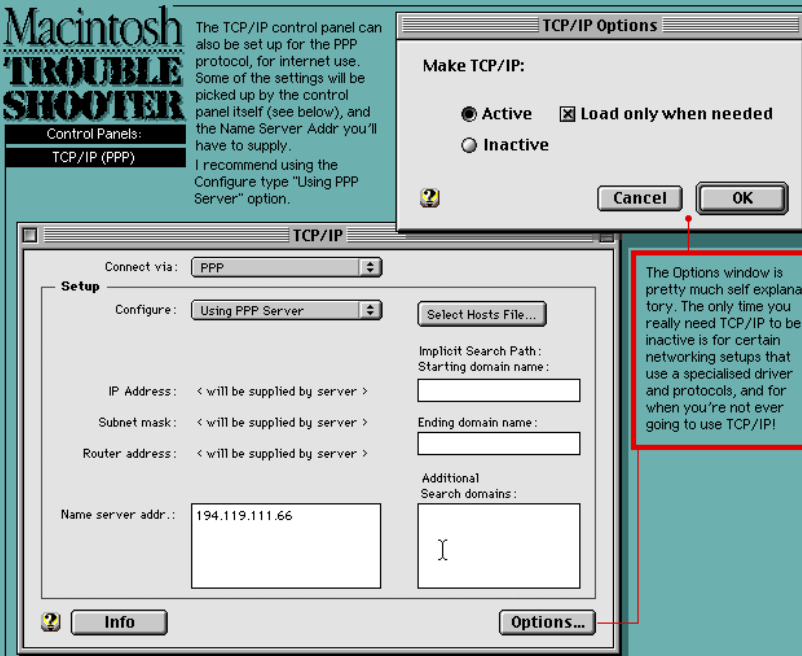 Macintosh
TROUBLE
SHOOTER
Control Panels:
TCP/IP (PPP)
The TCP/IP control panel can
also be set up for the PPP
protocol, for internet use.
Some of the settings will be
picked up by the control
panel itself (see below), and
the Name Server Addr you'll
have to supply.
I recommend using the
Configure type "Using PPP
Server" option.
TCP/IP Options
Make TCP/IP:
Active
Load only when needed
Inactive
Cancel
OK
TCP/IP
Connect via:
PPP
Setup
Configure:
Using PPP Server
Select Hosts File...
Implicit Search Path:
Starting domain name:
IP Address:
< will be supplied by server >
Subnet mask:
< will be supplied by server >
Ending domain name:
Router address:
< will be supplied by server >
Additional
Search domains:
Name server addr.:
194.119.111.66
Info
Options...
The Options window is
pretty much self explana
tory. The only time you
really need TCP/IP to be
inactive is for certain
networking setups that
use a specialised driver
and protocols, and for
when you're not ever
going to use TCP/IP!